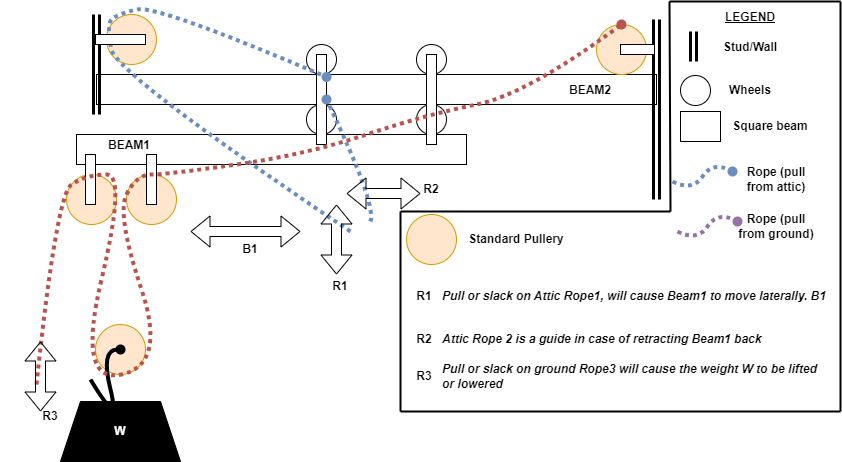 LEGEND
Stud/Wall
BEAM2
Wheels
Square beam
BEAM1
Rope (pull
from attic)
R2
Rope (pull
from ground)
Standard Pullery
B1
R1
R1 Pull or slack on Attic Rope1, will cause Beam1 to move laterally. B1
R2 Attic Rope 2 is a guide in case of retracting Beam1 back
R3 Pull or slack on ground Rope3 will cause the weight W to be lifted
or lowered
R3
W